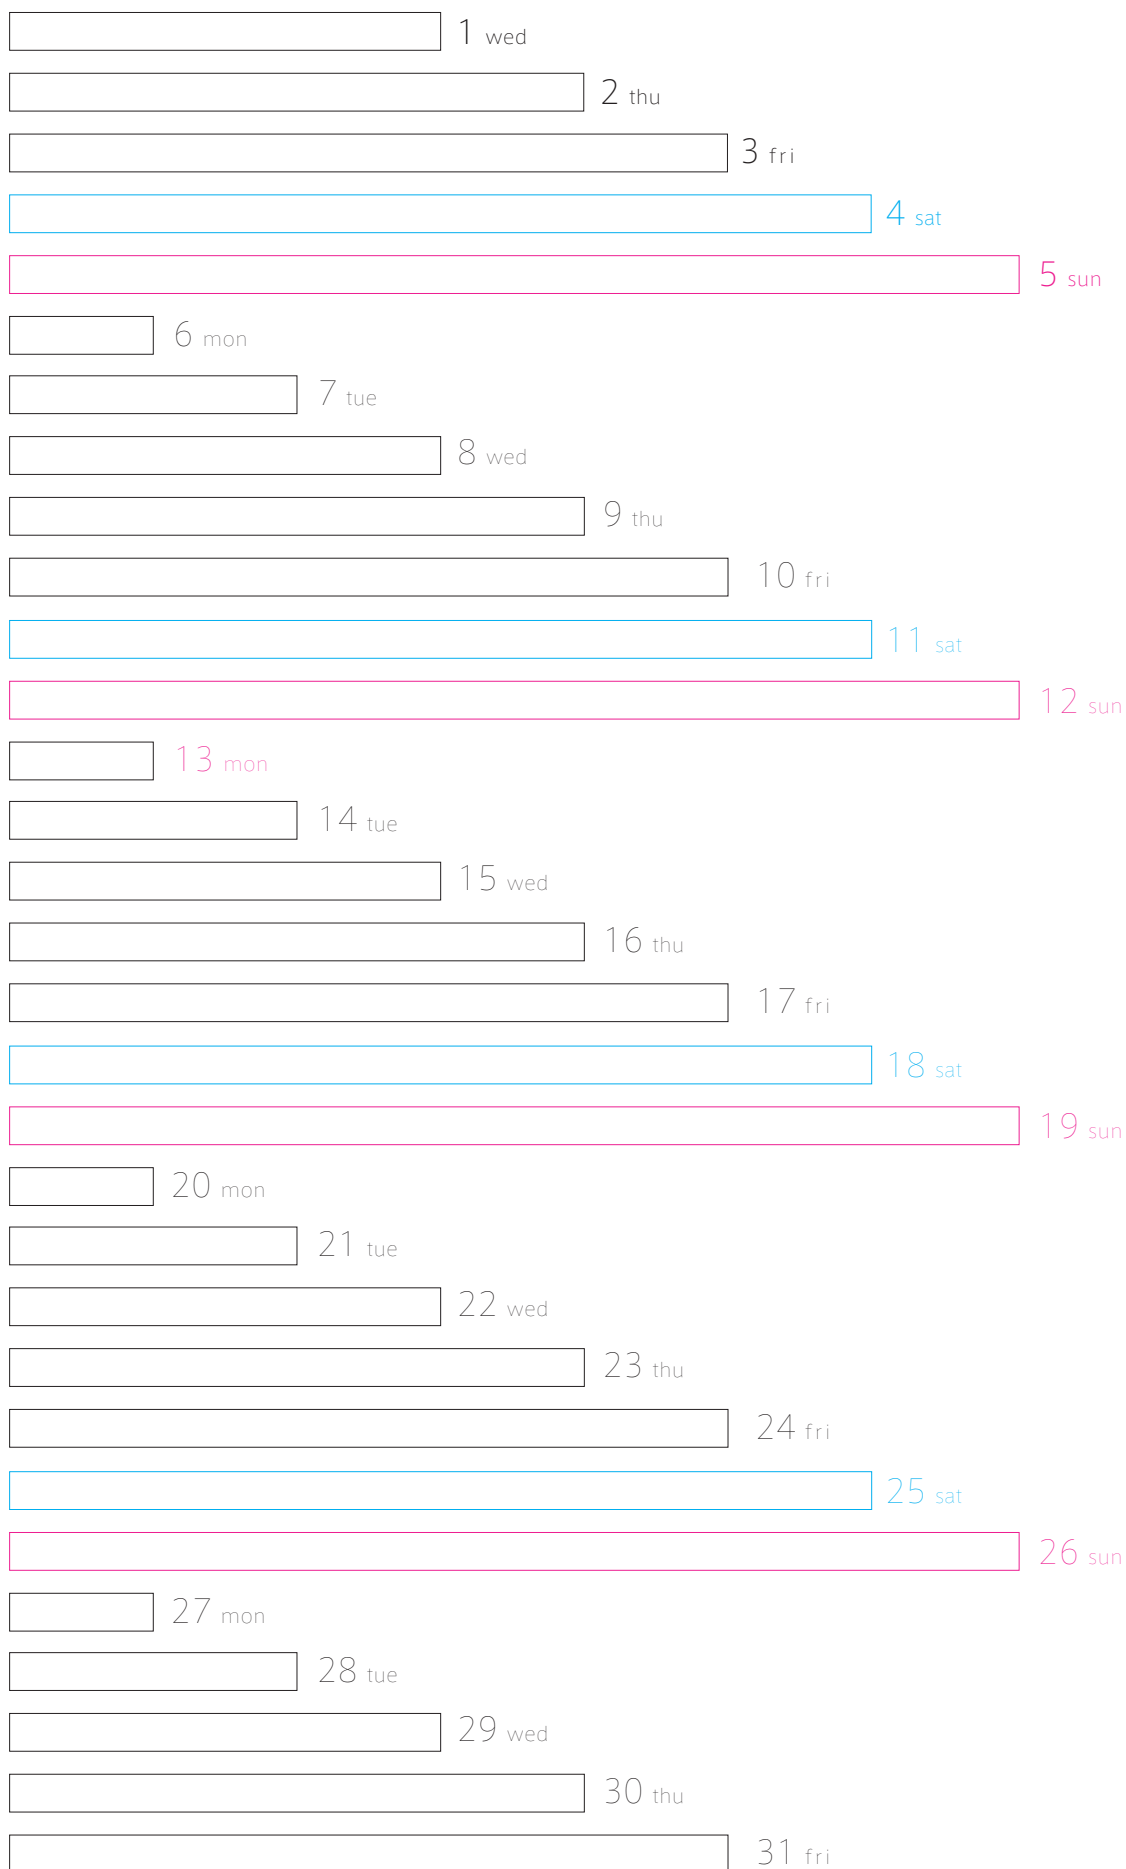 1 wed
2 thu
3 fri
4 sat
5 sun
6 mon
7 tue
8 wed
9 thu
10 fri
11 sat
12 sun
13 mon
14 tue
15 wed
16 thu
17 fri
18 sat
19 sun
20 mon
21 tue
22 wed
23 thu
24 fri
25 sat
26 sun
27 mon
28 tue
29 wed
30 thu
31 fri